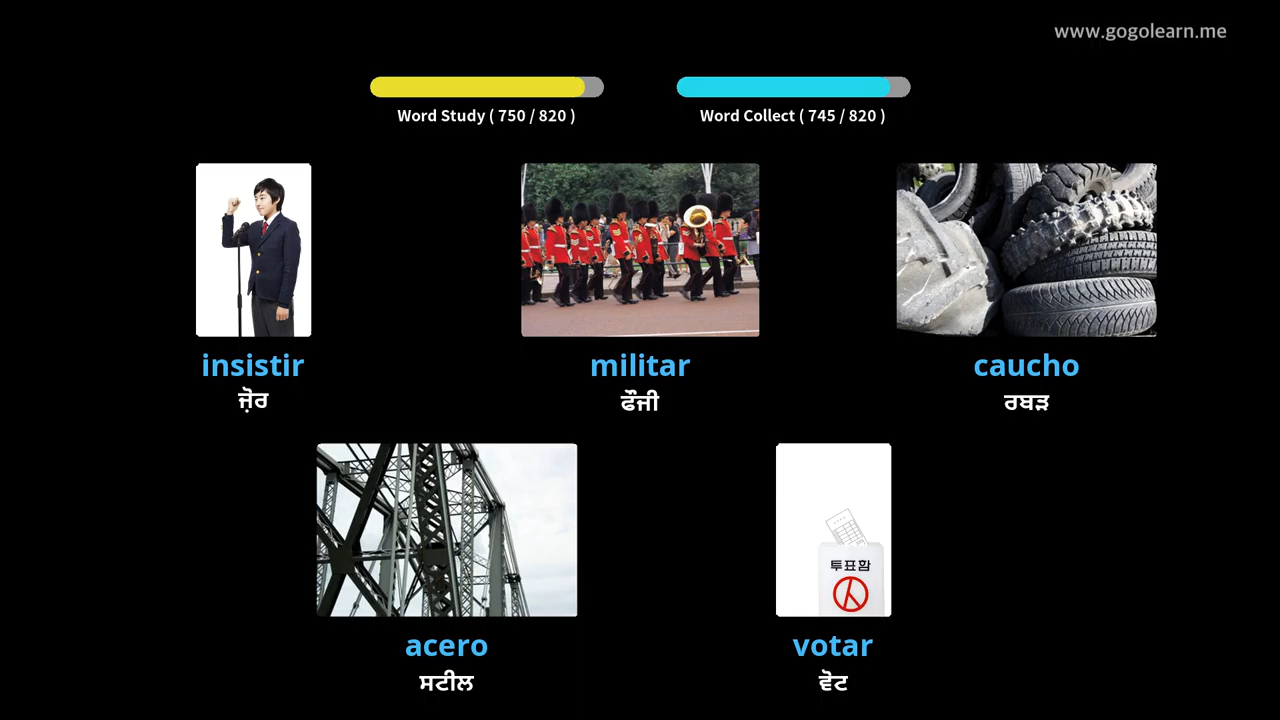 www.gogolearn.me
Word Study ( 750 / 820 )
Word Collect ( 745 / 820 )
insistir
ਜ਼ੋਰ
militar
ਫੌਜੀ
caucho
ਰਬੜ
투표함
acero
ਸਟੀਲ
votar
ਵੋਟ